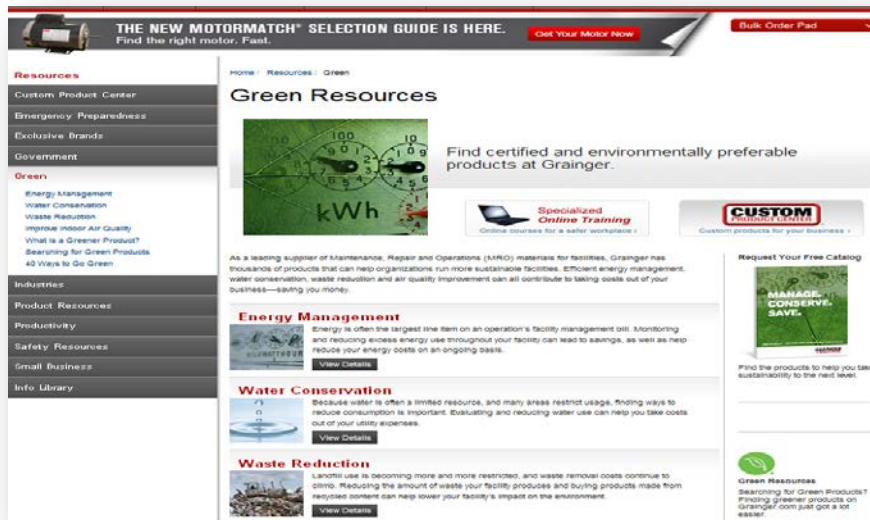 THE NEW MOTORMATCH® SELECTION GUIDE IS HERE.
Find the right motor. Fast.
Get Your Motor Now
Bulk Order Pad
Resources
Custom Product Center
Emergency Preparedness
Exclusive Brands
Government
Green
Energy Management
Water Conservation
Waste Reduction
Improve Indoor Air Quality
What is a Greener Product?
Searching for Green Products
40 Ways to Go Green
Industries
Product Resources
Productivity
Safety Resources
Small Business
Info Library
Home / Resources / Green
Green Resources
100
10
kWh
Find certified and environmentally preferable
products at Grainger.
Specialized
Online Training
Online courses for a safer workplace ›
CUSTOM
PRODUCT CENTER
Custom products for your business ›
As a leading supplier of Maintenance, Repair and Operations (MRO) materials for facilities, Grainger has
thousands of products that can help organizations run more sustainable facilities. Efficient energy management,
water conservation, waste reduction and air quality improvement can all contribute to taking costs out of your
business—saving you money.
Energy Management
Energy is often the largest line item on an operation's facility management bill. Monitoring
and reducing excess energy use throughout your facility can lead to savings, as well as help
reduce your energy costs on an ongoing basis.
View Details
Water Conservation
Because water is often a limited resource, and many areas restrict usage, finding ways to
reduce consumption is important. Evaluating and reducing water use can help you take costs
out of your utility expenses.
View Details
Waste Reduction
Landfill use is becoming more and more restricted, and waste removal costs continue to
climb. Reducing the amount of waste your facility produces and buying products made from
recycled content can help lower your facility's impact on the environment.
View Details
Request Your Free Catalog
MANAGE.
CONSERVE.
SAVE.
Find the products to help you take
sustainability to the next level.
Green Resources
Searching for Green Products?
Finding greener products on
Grainger.com just got a lot
easier.